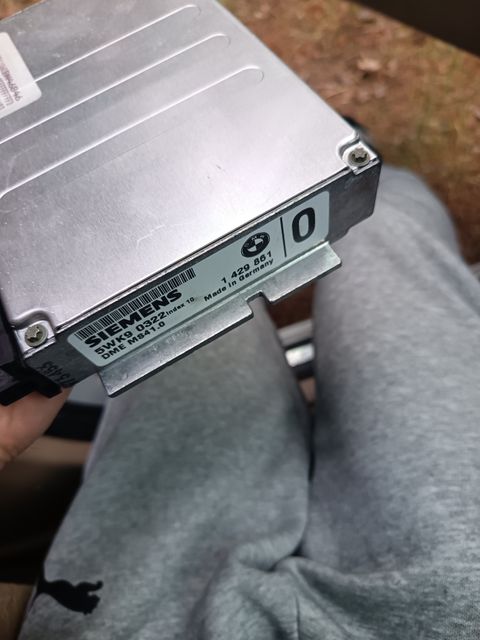 SIEMENS
5WK9 0322 Index 10
DME MS41.0
1 429 861
Made in Germany
0